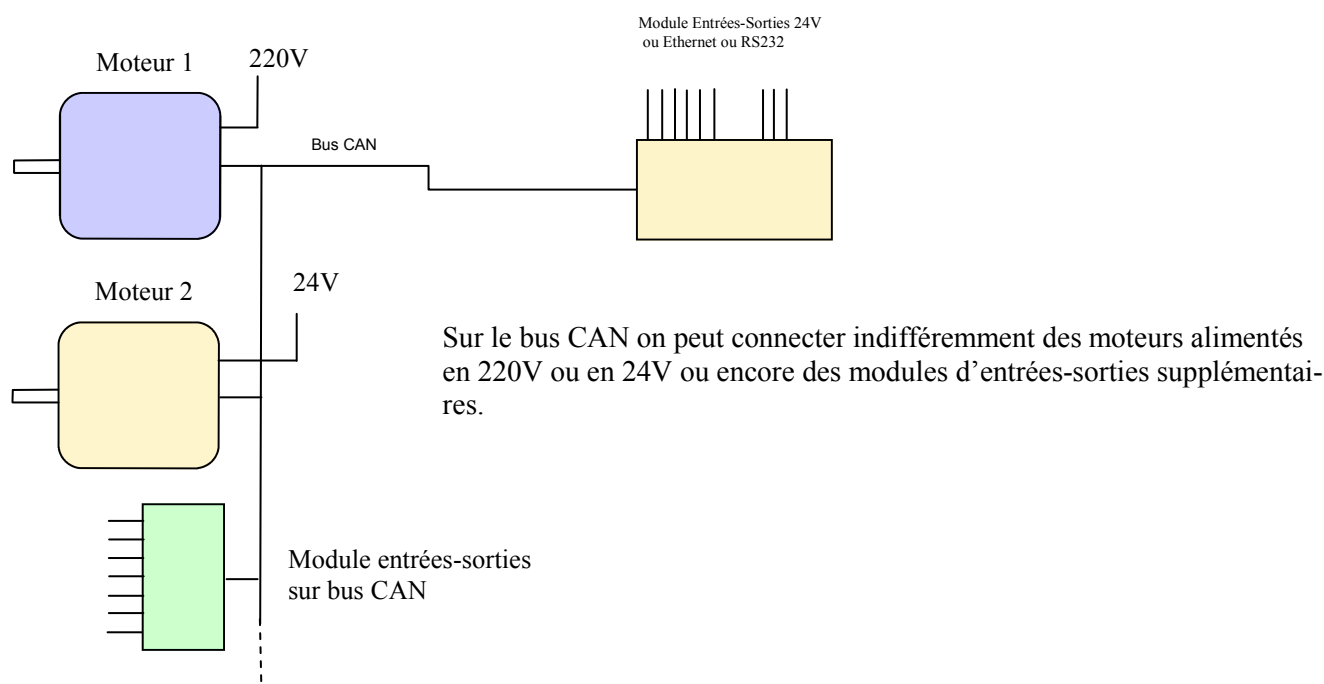 Module Entrées-Sorties 24V
ou Ethernet ou RS232
Moteur 1
220V
Bus CAN
Moteur 2
24V
Sur le bus CAN on peut connecter indifféremment des moteurs alimentés
en 220V ou en 24V ou encore des modules d’entrées-sorties supplémentai-
res.
Module entrées-sorties
sur bus CAN